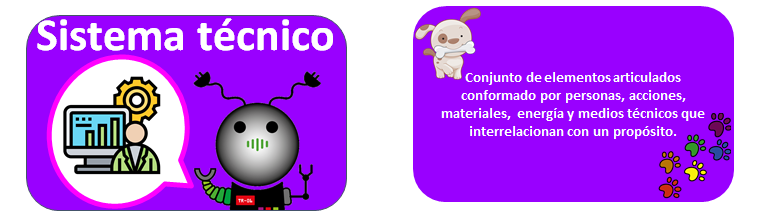 Sistema técnico
TR-04
Conjunto de elementos articulados
conformado por personas, acciones,
materiales, energía y medios técnicos que
interrelacionan con un propósito.